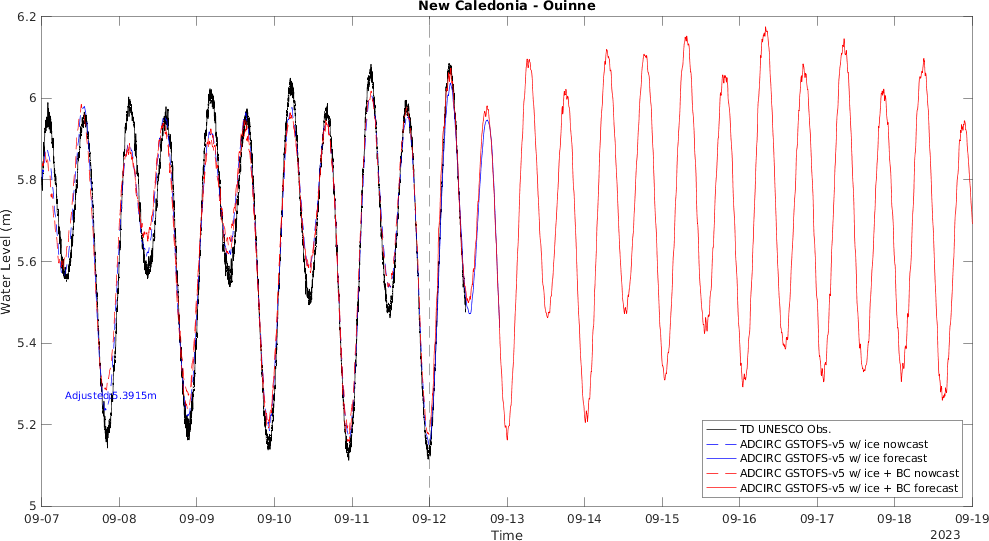 New Caledonia - Ouinne
6.2
6
5.8
5.6
5.4
5.2
5
Water Level (m)
Adjusted 5.3915m
TD UNESCO Obs.
ADCIRC GSTOFS-v5 w/ ice nowcast
ADCIRC GSTOFS-v5 w/ ice forecast
ADCIRC GSTOFS-v5 w/ ice + BC nowcast
ADCIRC GSTOFS-v5 w/ ice + BC forecast
09-07 09-08 09-09 09-10 09-11 09-12 09-13 09-14 09-15 09-16 09-17 09-18 09-19
Time
2023